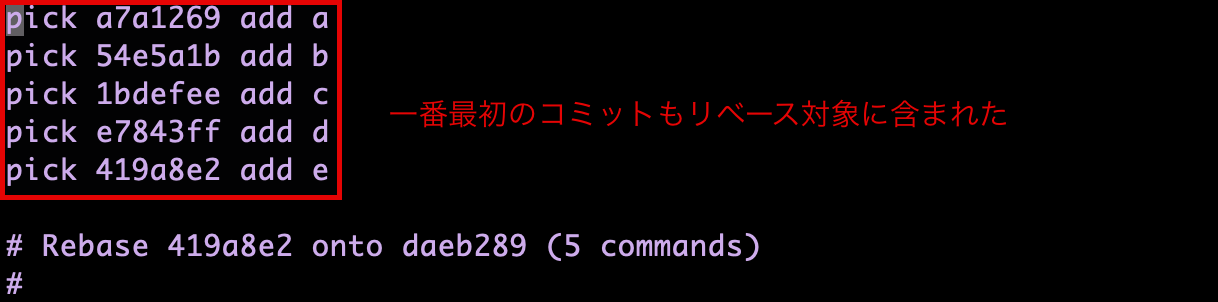 pick a7a1269 add a
pick 54e5a1b add b
pick 1bdefee add c
一番最初のコミットもリベース対象に含まれた
pick e7843ff add d
pick 419a8e2 add e
# Rebase 419a8e2 onto daeb289 (5 commands)
#